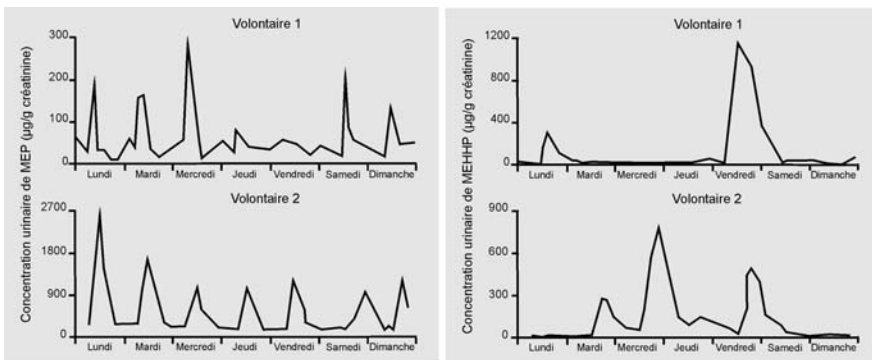 Volontaire 1
Concentration urinaire de MEP (µg/g créatinine)
300
200
100
0
Lundi Mardi Mercredi Jeudi Vendredi Samedi Dimanche
Volontaire 2
2700
1800
900
0
Lundi Mardi Mercredi Jeudi Vendredi Samedi Dimanche
Volontaire 1
Concentration urinaire de MEHHP (µg/g créatinine)
1200
800
400
0
Lundi Mardi Mercredi Jeudi Vendredi Samedi Dimanche
Volontaire 2
900
600
300
0
Lundi Mardi Mercredi Jeudi Vendredi Samedi Dimanche